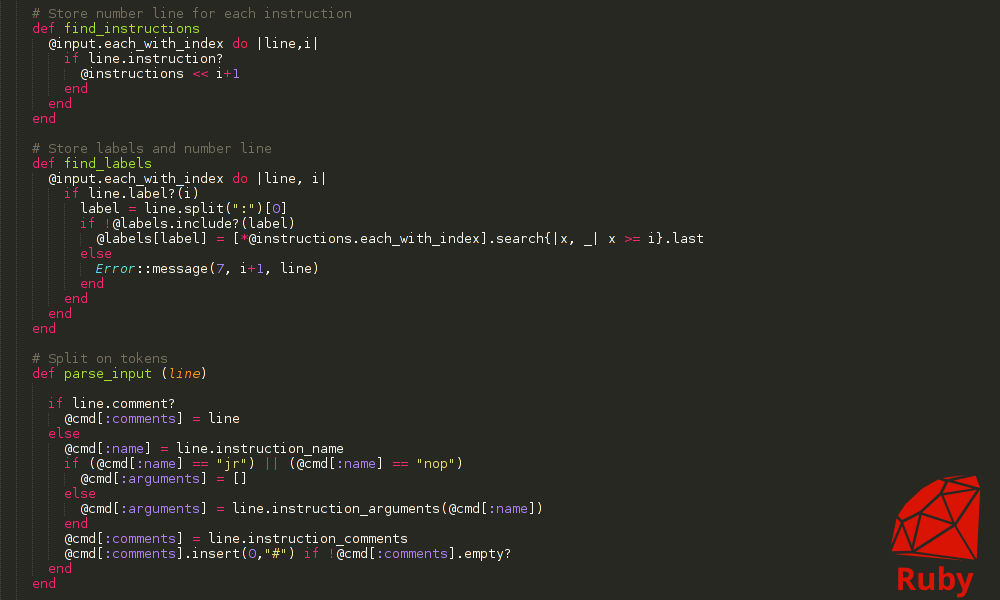 # Store number line for each instruction
def find_instructions
  @input.each_with_index do |line,i|
    if line.instruction?
      @instructions << i+1
    end
  end
end

# Store labels and number line
def find_labels
  @input.each_with_index do |line, i|
    if line.label?(i)
      label = line.split(":")[0]
      if !@labels.include?(label)
        @labels[label] = [*@instructions.each_with_index].search{|x, _| x >= i}.last
      else
        Error::message(7, i+1, line)
      end
    end
  end
end

# Split on tokens
def parse_input (line)

  if line.comment?
    @cmd[:comments] = line
  else
    @cmd[:name] = line.instruction_name
    if (@cmd[:name] == "jr") || (@cmd[:name] == "nop")
      @cmd[:arguments] = []
    else
      @cmd[:arguments] = line.instruction_arguments(@cmd[:name])
    end
    @cmd[:comments] = line.instruction_comments
    @cmd[:comments].insert(0,"#") if !@cmd[:comments].empty?
  end
end
Ruby